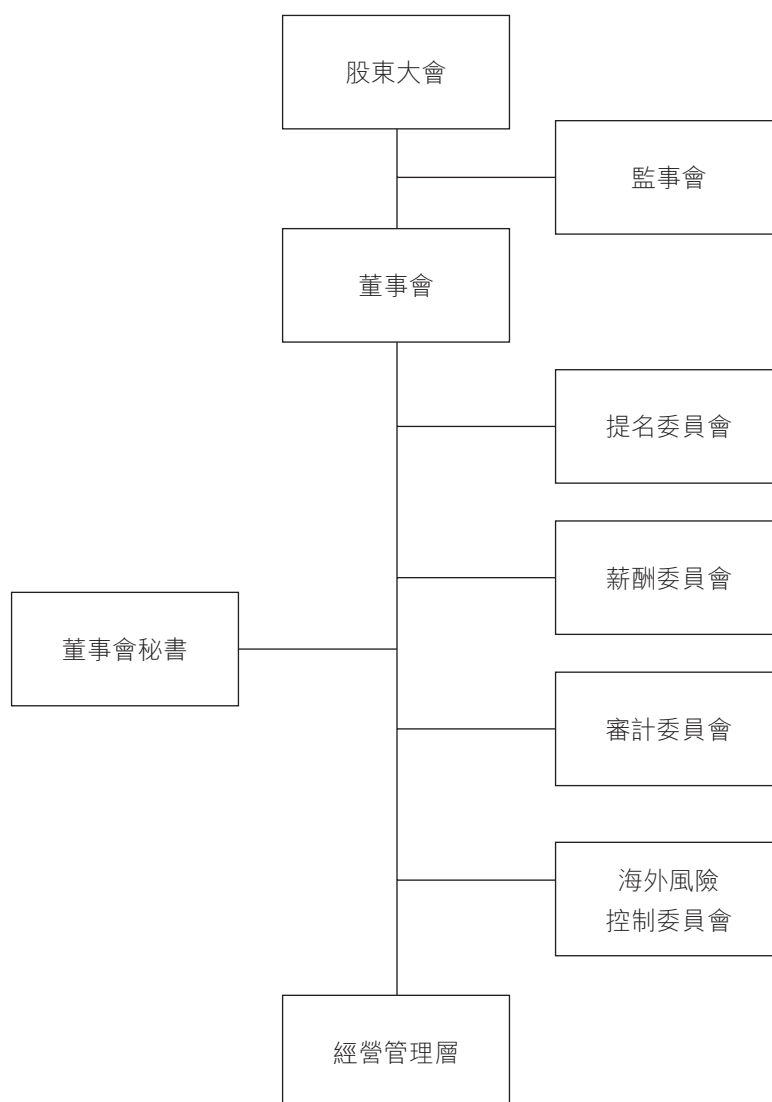 股東大會
監事會
董事會
提名委員會
薪酬委員會
董事會秘書
審計委員會
海外風險
控制委員會
經營管理層